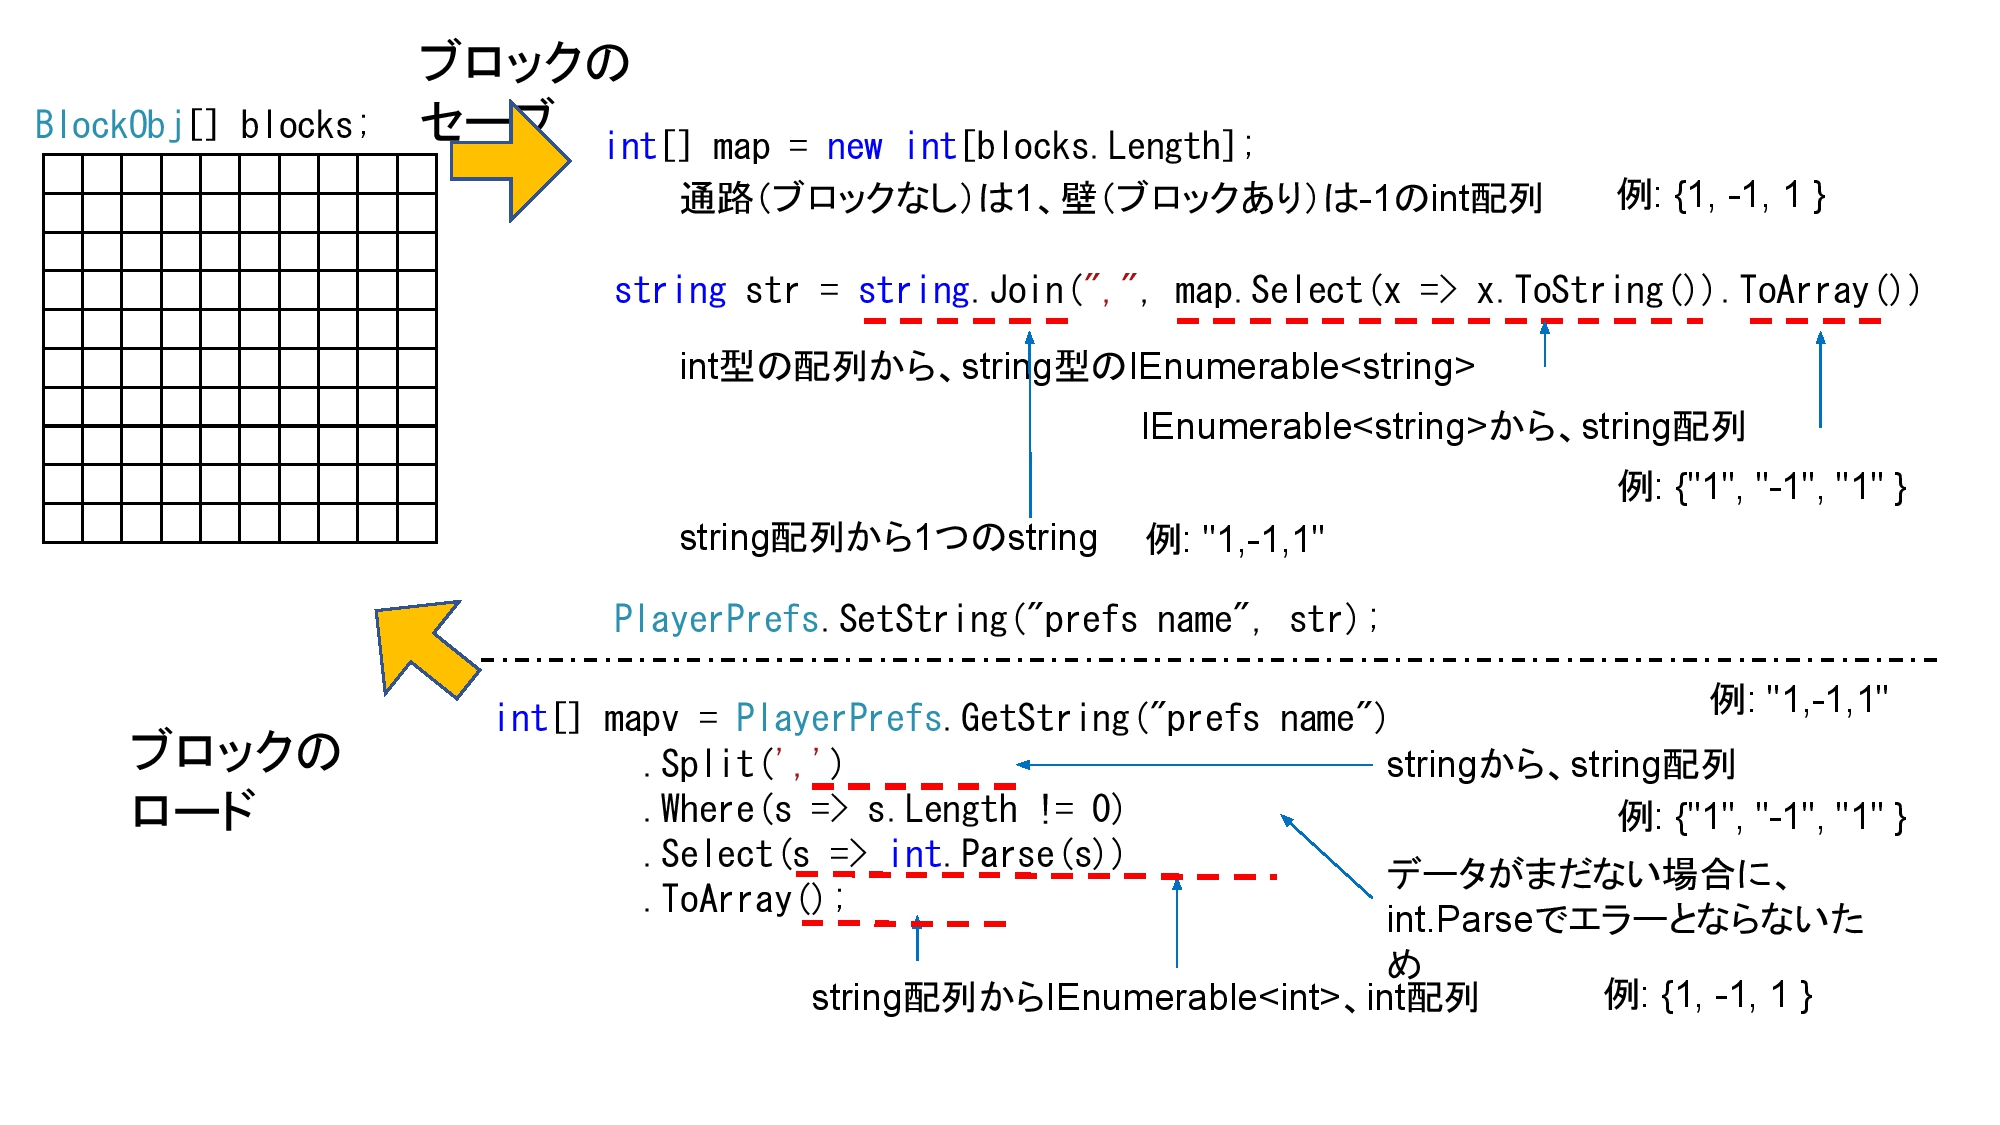 ブロックの
セーブ
BlockObj[] blocks;
int[] map = new int[blocks.Length];
通路(ブロックなし)は1、壁(ブロックあり)は-1のint配列
例: {1, -1, 1 }
string str = string.Join(",", map.Select(x => x.ToString()).ToArray())
int型の配列から、string型のIEnumerable<string>
IEnumerable<string>から、string配列
例: {"1", "-1", "1" }
string配列から1つのstring
例: "1,-1,1"
PlayerPrefs.SetString("prefs name", str);
ブロックの
ロード
int[] mapv = PlayerPrefs.GetString("prefs name")
例: "1,-1,1"
.Split(',')
stringから、string配列
.Where(s => s.Length != 0)
例: {"1", "-1", "1" }
.Select(s => int.Parse(s))
.ToArray();
データがまだない場合に、
int.Parseでエラーとならないた
め
string配列からIEnumerable<int>、int配列
例: {1, -1, 1 }